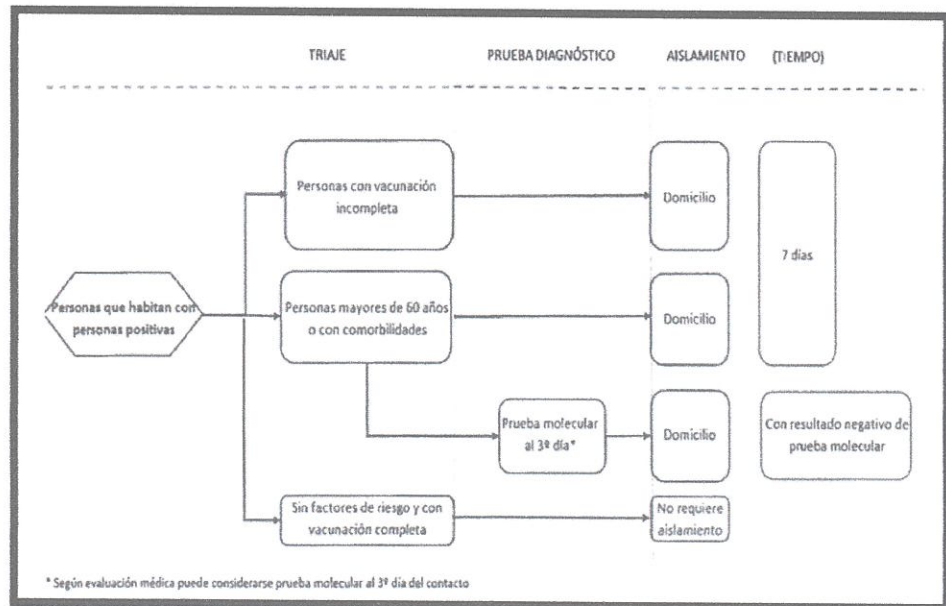 TRIAJE PRUEBA DIAGNÓSTICO AISLAMIENTO (TIEMPO)
Personas con vacunación
incompleta
Domicilio
7 días
Personas que habitan con
personas positivas
Personas mayores de 60 años
o con comorbilidades
Domicilio
Prueba molecular
al 3º día*
Domicilio
Con resultado negativo de
prueba molecular
Sin factores de riesgo y con
vacunación completa
No requiere
aislamiento
* Según evaluación médica puede considerarse prueba molecular al 3º día del contacto